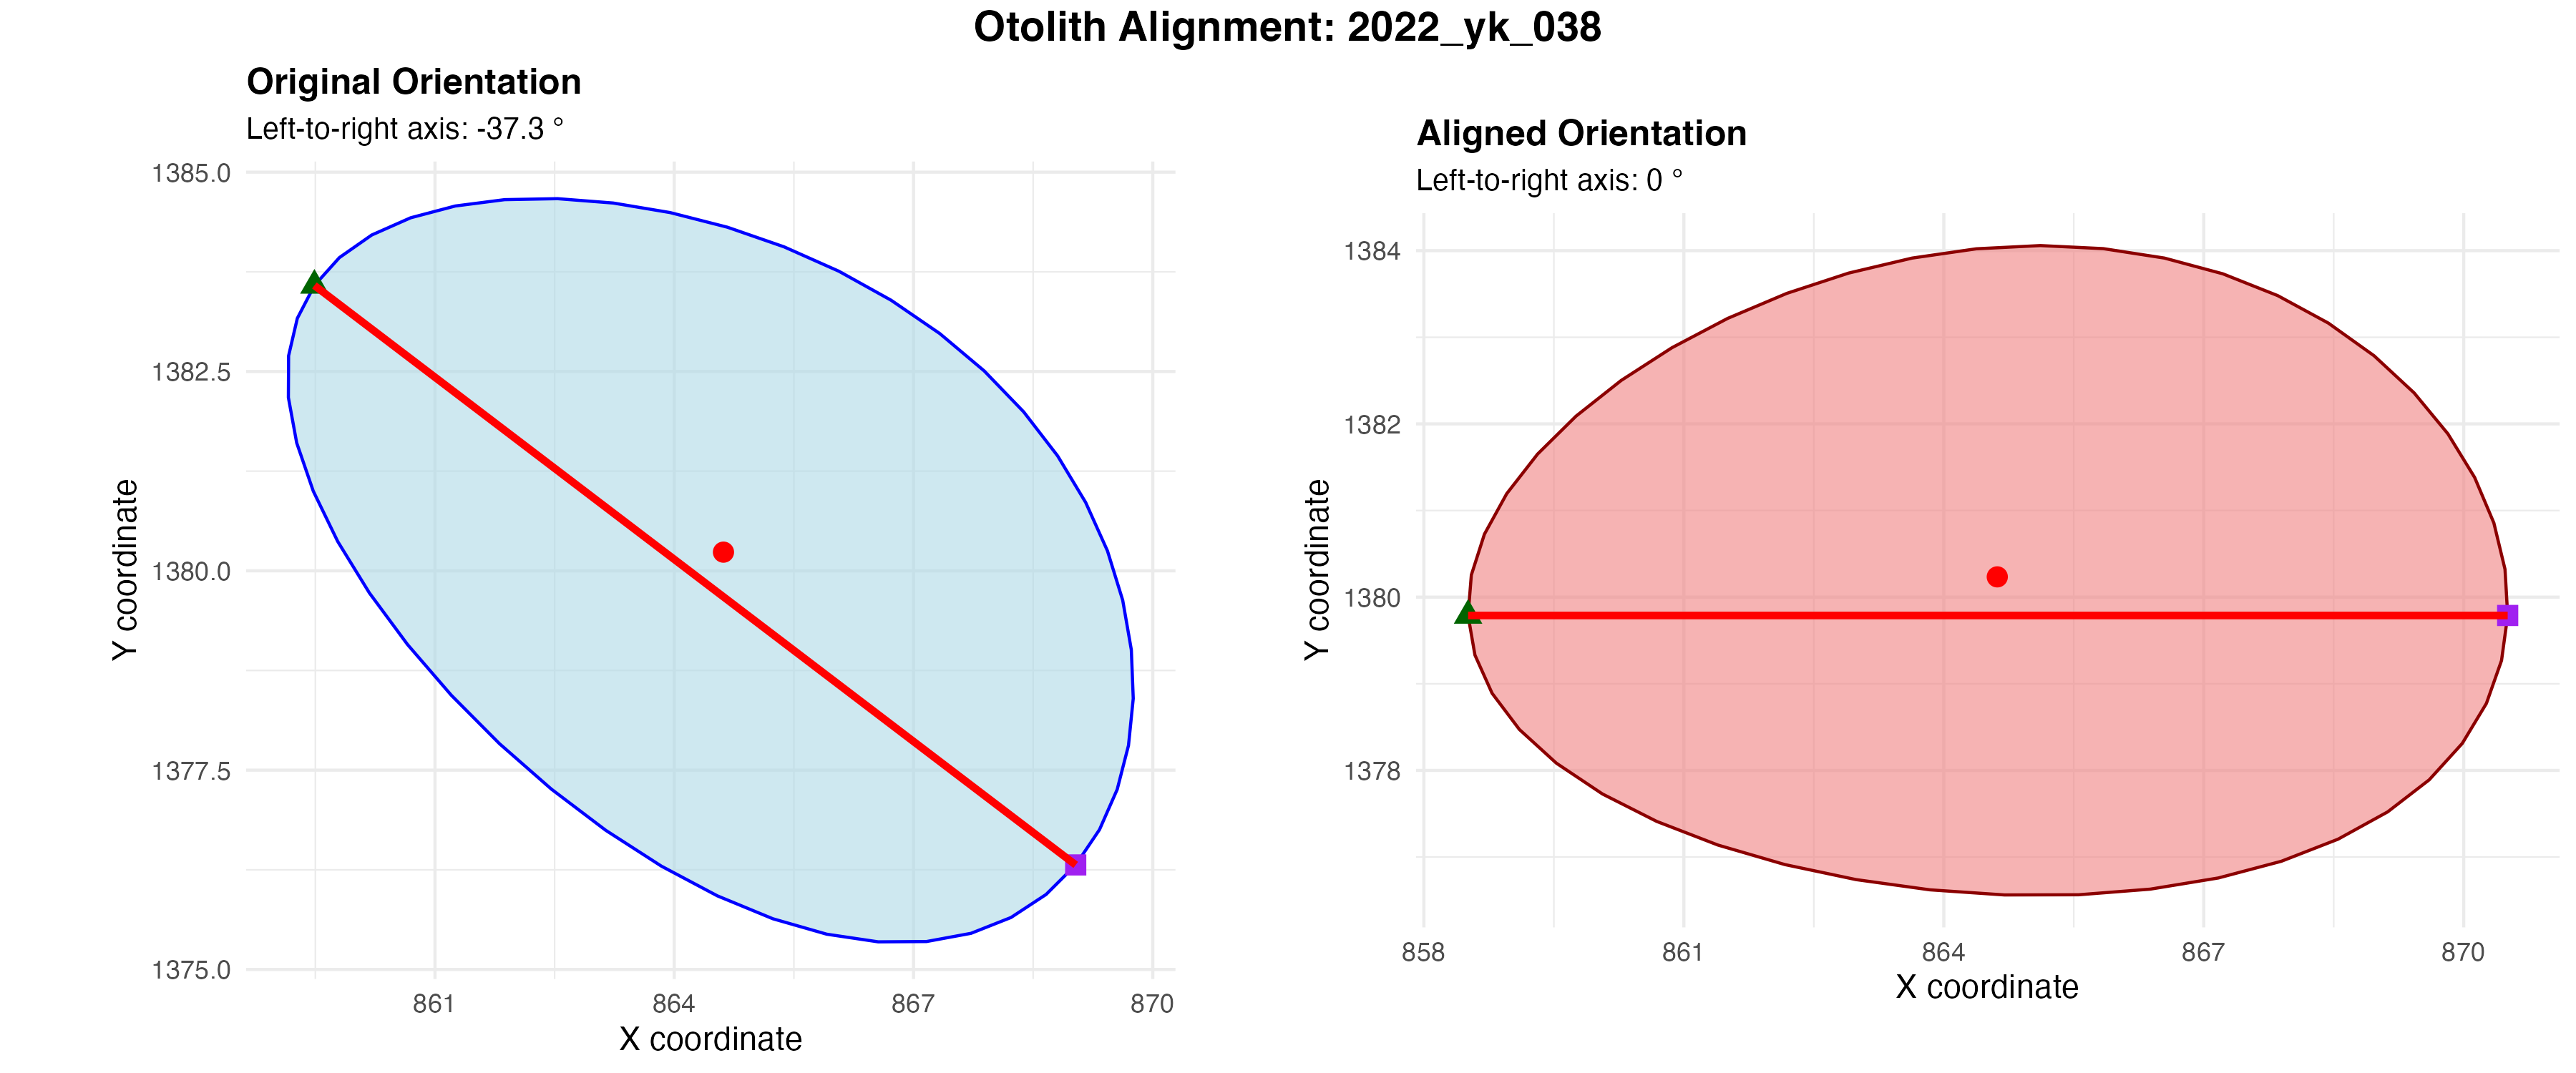 Otolith Alignment: 2022_yk_038
Original Orientation
Left-to-right axis: -37.3 °
1385.0
1382.5
1380.0
1377.5
1375.0
Y coordinate
861
864
867
870
X coordinate
Aligned Orientation
Left-to-right axis: 0 °
1384
1382
1380
1378
Y coordinate
858
861
864
867
870
X coordinate